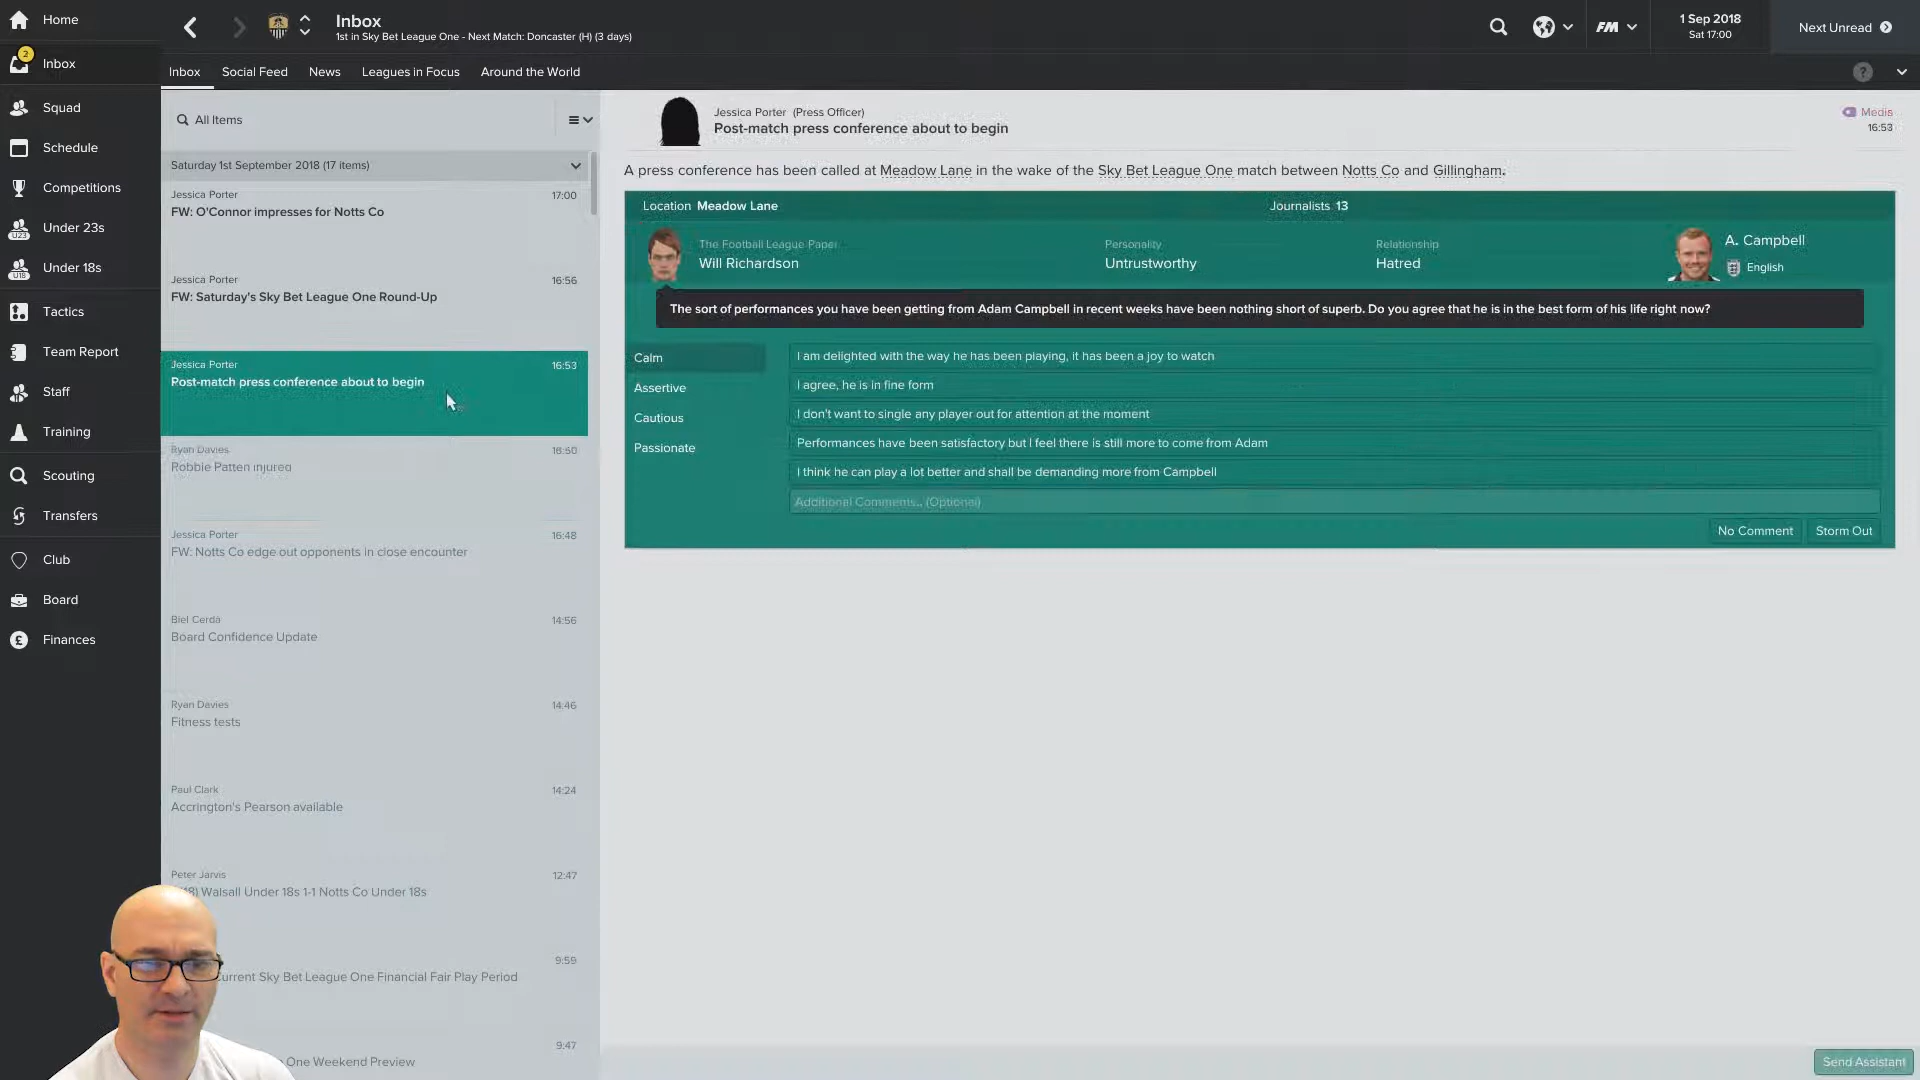 Home
2
Inbox
Squad
Schedule
Competitions
Under 23s
Under 18s
Tactics
Team Report
Staff
Training
Scouting
Transfers
Club
Board
Finances
Inbox
1st in Sky Bet League One - Next Match: Doncaster (H) (3 days)
FM
1 Sep 2018
Sat 17:00
Next Unread
Inbox Social Feed News Leagues in Focus Around the World
All Items
Saturday 1st September 2018 (17 items)
Jessica Porter 17:00
FW: O'Connor impresses for Notts Co
Jessica Porter 16:56
FW: Saturday's Sky Bet League One Round-Up
Jessica Porter 16:53
Post-match press conference about to begin
Ryan Davies 16:50
Robbie Patten injured
Jessica Porter 16:48
FW: Notts Co edge out opponents in close encounter
Biel Cerdà 14:56
Board Confidence Update
Ryan Davies 14:46
Fitness tests
Paul Clark 14:24
Accrington's Pearson available
Peter Jarvis 12:47
Walsall Under 18s 1-1 Notts Co Under 18s
9:59
Current Sky Bet League One Financial Fair Play Period
9:47
One Weekend Preview
Jessica Porter (Press Officer)
Post-match press conference about to begin
Media
16:53
A press conference has been called at Meadow Lane in the wake of the Sky Bet League One match between Notts Co and Gillingham.
Location Meadow Lane Journalists 13
The Football League Paper
Will Richardson
Personality
Untrustworthy
Relationship
Hatred
A. Campbell
English
The sort of performances you have been getting from Adam Campbell in recent weeks have been nothing short of superb. Do you agree that he is in the best form of his life right now?
Calm
Assertive
Cautious
Passionate
I am delighted with the way he has been playing, it has been a joy to watch
I agree, he is in fine form
I don't want to single any player out for attention at the moment
Performances have been satisfactory but I feel there is still more to come from Adam
I think he can play a lot better and shall be demanding more from Campbell
Additional Comments... (Optional)
No Comment Storm Out
Send Assistant